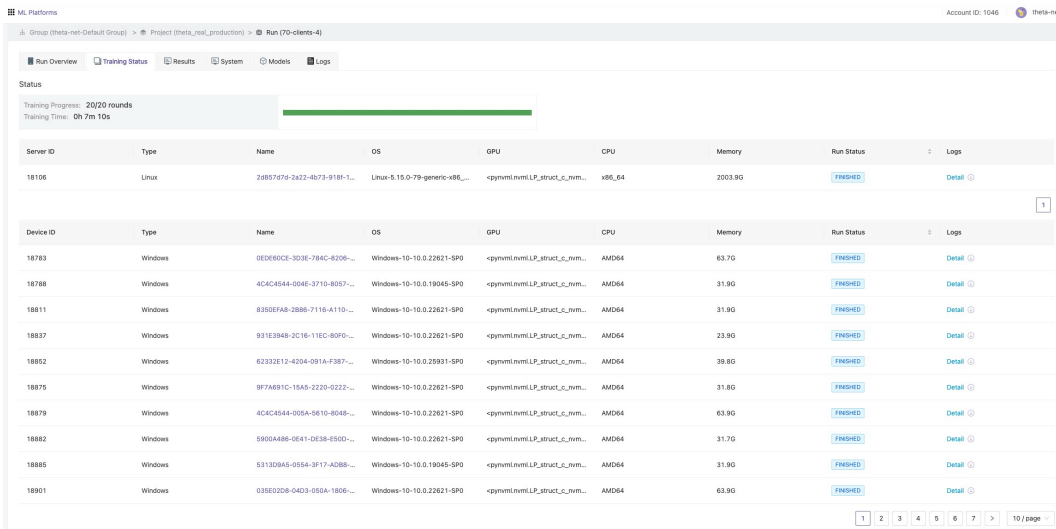 ML Platforms Account ID: 1046 theta-ne
Group (theta-net-Default Group) > Project (theta_real_production) > Run (70-clients-4)
Run Overview Training Status Results System Models Logs
Status
Training Progress: 20/20 rounds
Training Time: 0h 7m 10s
Server ID Type Name OS GPU CPU Memory Run Status Logs
18106 Linux 2d857d7d-2a22-4b73-918f-1... Linux-5.15.0-79-generic-x86_... <pynvml.nvml.LP_struct_c_nvm... x86_64 2003.9G FINISHED Detail
1
Device ID Type Name OS GPU CPU Memory Run Status Logs
18783 Windows 0EDE60CE-3D3E-784C-8206-... Windows-10-10.0.22621-SP0 <pynvml.nvml.LP_struct_c_nvm... AMD64 63.7G FINISHED Detail
18788 Windows 4C4C4544-004E-3710-8057-... Windows-10-10.0.19045-SP0 <pynvml.nvml.LP_struct_c_nvm... AMD64 31.9G FINISHED Detail
18811 Windows 8350EFA8-2B86-7116-A110-... Windows-10-10.0.22621-SP0 <pynvml.nvml.LP_struct_c_nvm... AMD64 31.9G FINISHED Detail
18837 Windows 931E3948-2C16-11EC-80F0-... Windows-10-10.0.22621-SP0 <pynvml.nvml.LP_struct_c_nvm... AMD64 23.9G FINISHED Detail
18852 Windows 62332E12-4204-091A-F387-... Windows-10-10.0.25931-SP0 <pynvml.nvml.LP_struct_c_nvm... AMD64 39.8G FINISHED Detail
18875 Windows 9F7A691C-15A5-2220-0222-... Windows-10-10.0.22621-SP0 <pynvml.nvml.LP_struct_c_nvm... AMD64 31.8G FINISHED Detail
18879 Windows 4C4C4544-005A-5610-8048-... Windows-10-10.0.22621-SP0 <pynvml.nvml.LP_struct_c_nvm... AMD64 63.9G FINISHED Detail
18882 Windows 5900A486-0E41-DE38-E50D-... Windows-10-10.0.22621-SP0 <pynvml.nvml.LP_struct_c_nvm... AMD64 31.7G FINISHED Detail
18885 Windows 5313D9A5-0554-3F17-ADB8-... Windows-10-10.0.19045-SP0 <pynvml.nvml.LP_struct_c_nvm... AMD64 31.9G FINISHED Detail
18901 Windows 035E02D8-04D3-050A-1806-... Windows-10-10.0.22621-SP0 <pynvml.nvml.LP_struct_c_nvm... AMD64 63.9G FINISHED Detail
1 2 3 4 5 6 7 > 10 / page